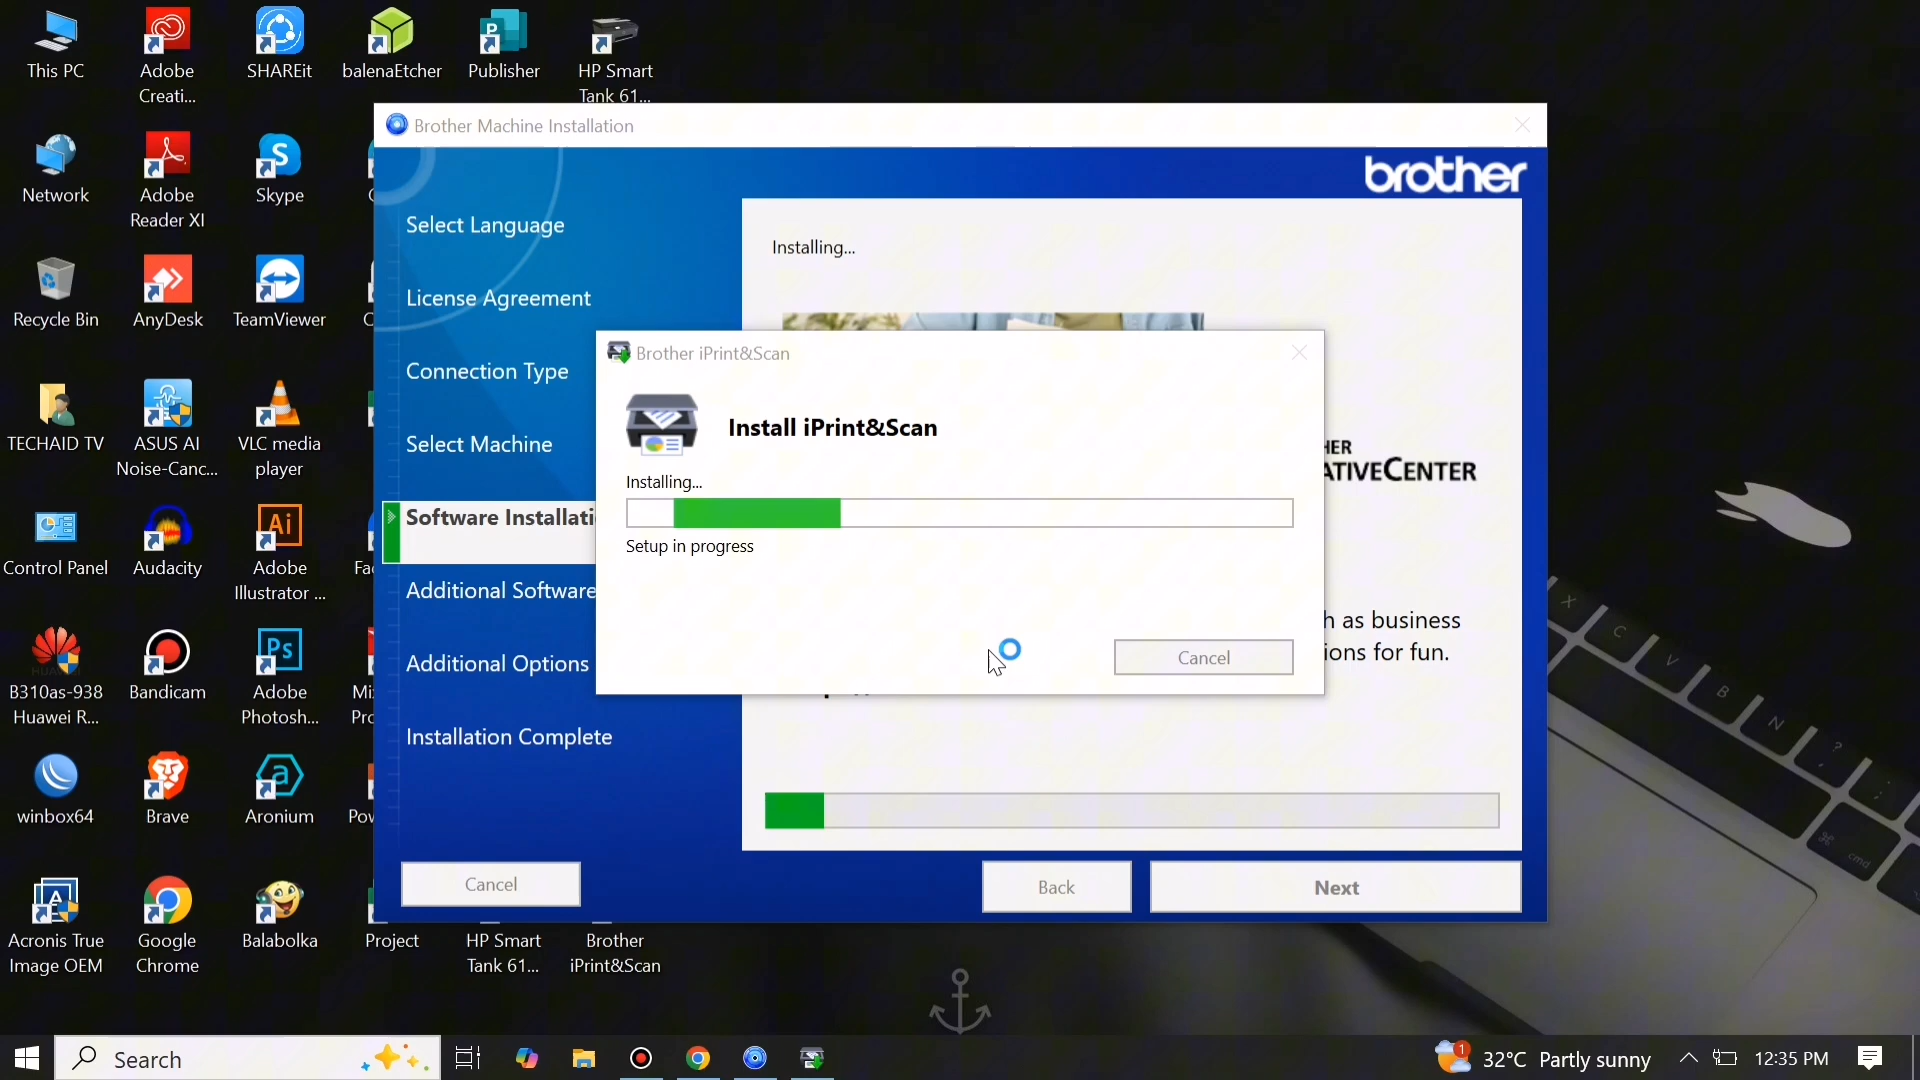 This PC
Adobe
Creati...
SHAREit
balenaEtcher
Publisher
HP Smart
Tank 61...
Network
Adobe
Reader XI
Skype
Recycle Bin
AnyDesk
TeamViewer
TECHAID TV
ASUS AI
Noise-Canc...
VLC media
player
Control Panel
Audacity
Adobe
Illustrator ...
B310as-938
Huawei R...
Bandicam
Adobe
Photosh...
winbox64
Brave
Aronium
Acronis True
Image OEM
Google
Chrome
Balabolka
Project
HP Smart
Tank 61...
Brother
iPrint&Scan
Brother Machine Installation
brother
Select Language
License Agreement
Connection Type
Select Machine
Software Installati
Additional Software
Additional Options
Installation Complete
Installing...
HER
ATIVECENTER
h as business
ions for fun.
Brother iPrint&Scan
Install iPrint&Scan
Installing...
Setup in progress
Cancel
Cancel
Back
Next
Search
1
32°C Partly sunny
12:35 PM